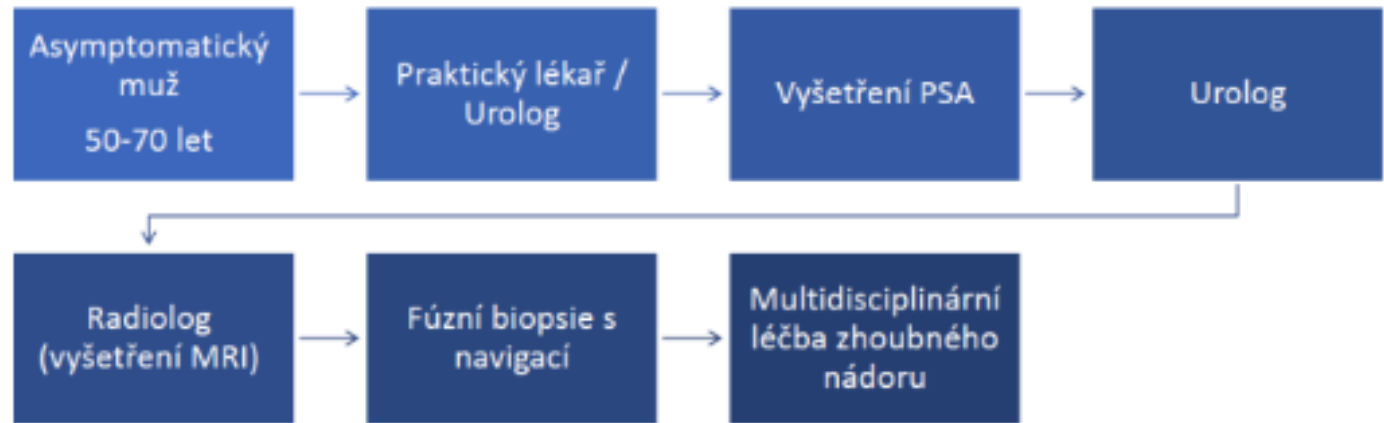 Asymptomatický
muž
50-70 let
Praktický lékař /
Urolog
Vyšetření PSA
Urolog
Radiolog
(vyšetření MRI)
Fúzní biopsie s
navigací
Multidisciplinární
léčba zhoubného
nádoru